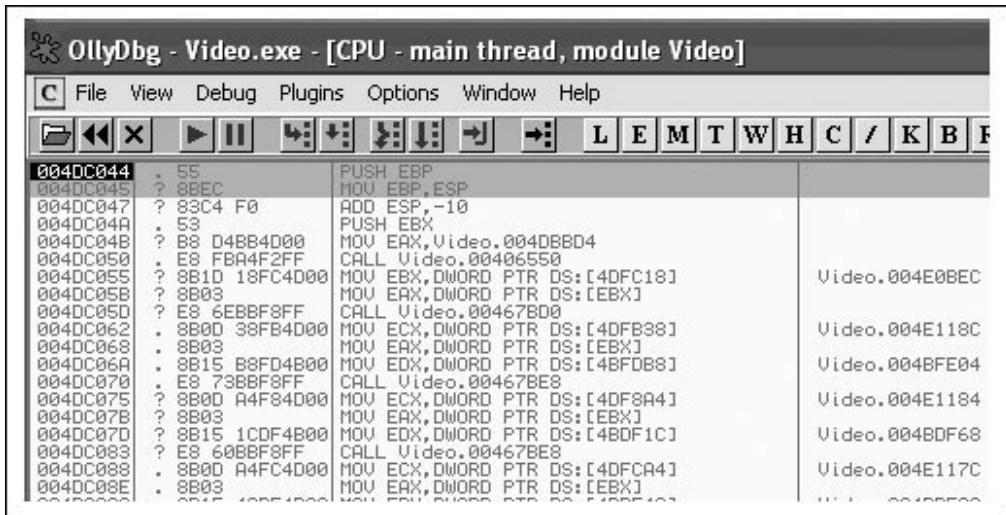 OllyDbg - Video.exe - [CPU - main thread, module Video]
C File View Debug Plugins Options Window Help
L E M T W H C / K B
004DC044 . 55 PUSH EBP
004DC045 ? 8BEC MOV EBP,ESP
004DC047 ? 83C4 F0 ADD ESP,-10
004DC04A . 53 PUSH EBX
004DC04B ? B8 D4BB4D00 MOV EAX,Video.004DBBD4
004DC050 . E8 FBA4F2FF CALL Video.00406550
004DC055 ? 8B1D 18FC4D00 MOV EBX,DWORD PTR DS:[4DFC18] Video.004E0BEC
004DC05B ? 8B03 MOV EAX,DWORD PTR DS:[EBX]
004DC05D ? E8 6EBBF8FF CALL Video.00467BD0
004DC062 . 8B0D 38FB4D00 MOV ECX,DWORD PTR DS:[4DFB38] Video.004E118C
004DC068 . 8B03 MOV EAX,DWORD PTR DS:[EBX]
004DC06A . 8B15 B8FD4B00 MOV EDX,DWORD PTR DS:[4BFDB8] Video.004BFE04
004DC070 . E8 73BBF8FF CALL Video.00467BE8
004DC075 ? 8B0D A4F84D00 MOV ECX,DWORD PTR DS:[4DF8A4] Video.004E1184
004DC07B ? 8B03 MOV EAX,DWORD PTR DS:[EBX]
004DC07D ? 8B15 1CDF4B00 MOV EDX,DWORD PTR DS:[4BDF1C] Video.004BDF68
004DC083 ? E8 60BBF8FF CALL Video.00467BE8
004DC088 . 8B0D A4FC4D00 MOV ECX,DWORD PTR DS:[4DFCA4] Video.004E117C
004DC08E . 8B03 MOV EAX,DWORD PTR DS:[EBX]